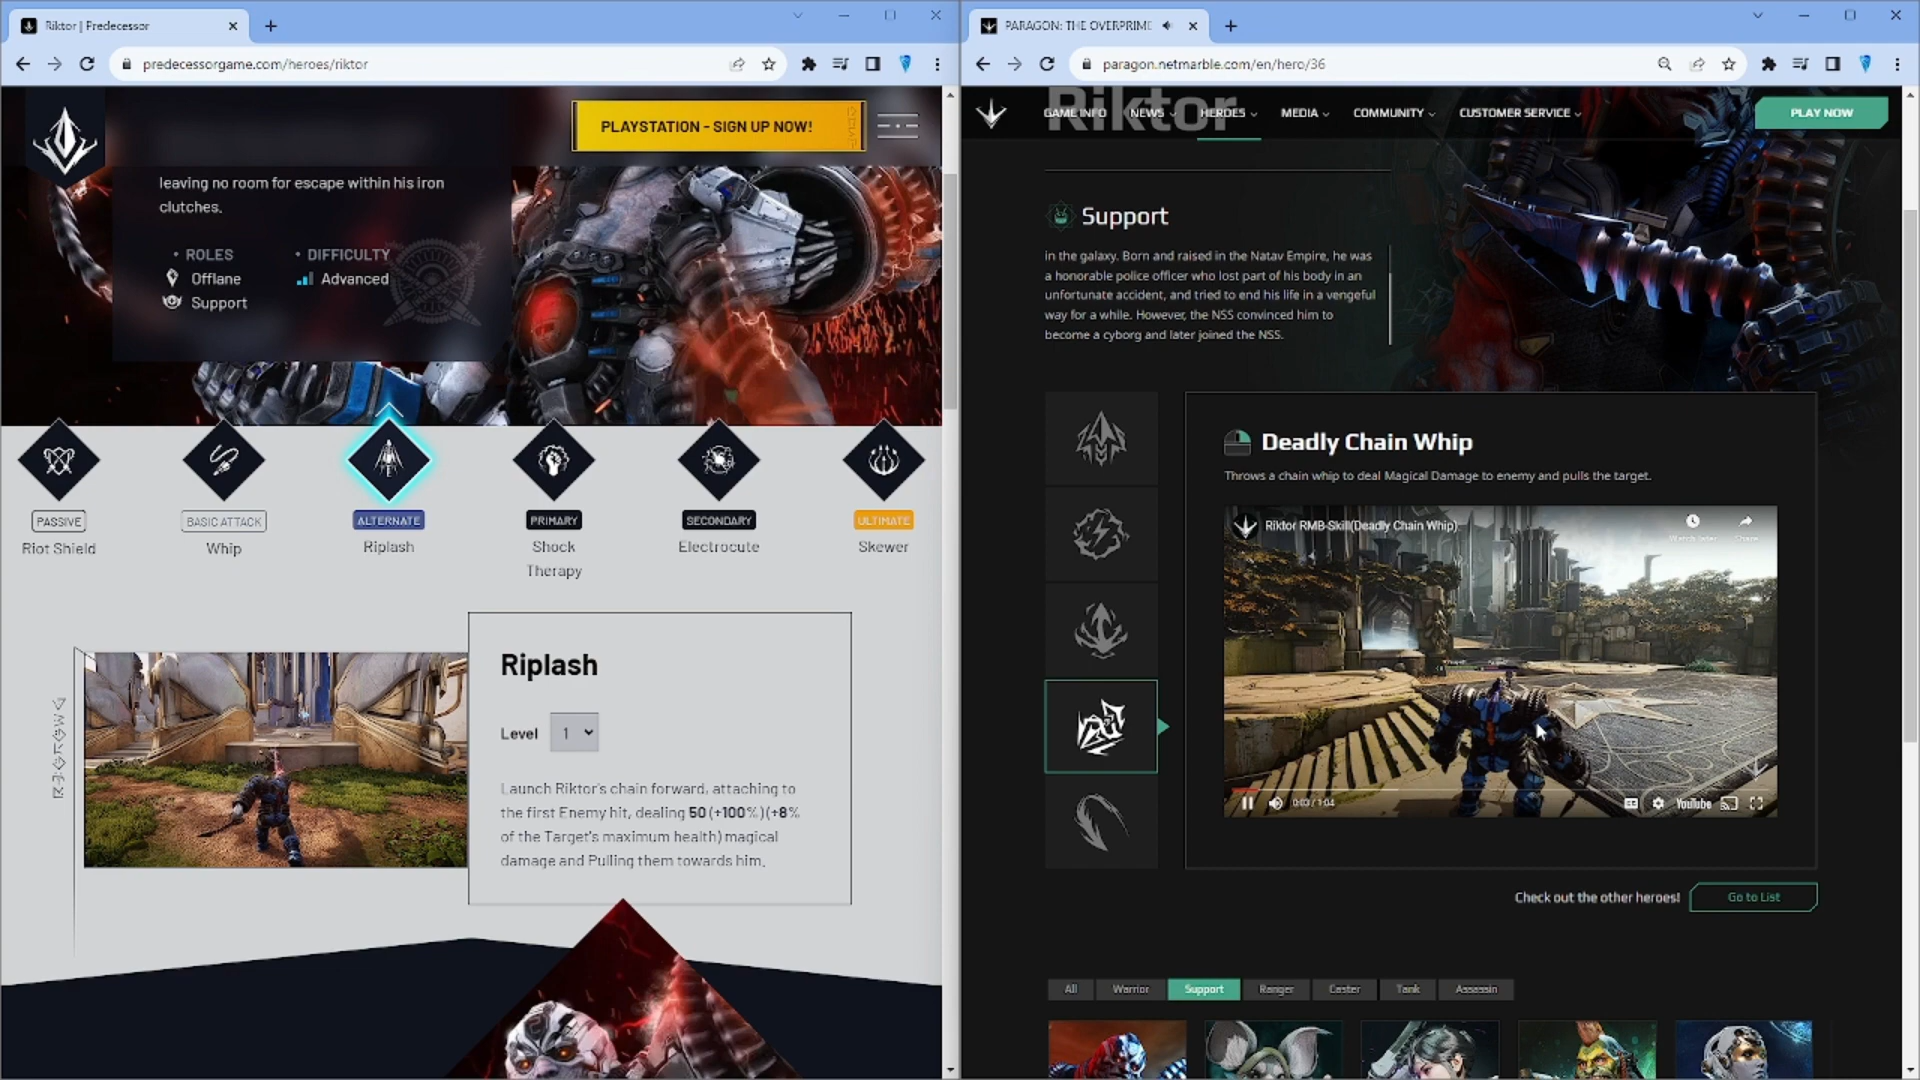 Riktor | Predecessor
predecessorgame.com/heroes/riktor
PLAYSTATION - SIGN UP NOW!
leaving no room for escape within his iron
clutches.
• ROLES
Offlane
Support
• DIFFICULTY
Advanced
PASSIVE
Riot Shield
BASIC ATTACK
Whip
ALTERNATE
Riplash
PRIMARY
Shock
Therapy
SECONDARY
Electrocute
ULTIMATE
Skewer
Riplash
Level 1
Launch Riktor's chain forward, attaching to
the first Enemy hit, dealing 50 (+100%)(+8%
of the Target's maximum health) magical
damage and Pulling them towards him.
PARAGON: THE OVERPRIME
paragon.netmarble.com/en/hero/36
Riktor
GAME INFO NEWS HEROES MEDIA COMMUNITY CUSTOMER SERVICE PLAY NOW
Support
in the galaxy. Born and raised in the Natav Empire, he was
a honorable police officer who lost part of his body in an
unfortunate accident, and tried to end his life in a vengeful
way for a while. However, the NSS convinced him to
become a cyborg and later joined the NSS.
Deadly Chain Whip
Throws a chain whip to deal Magical Damage to enemy and pulls the target.
Riktor RMB-Skill(Deadly Chain Whip)
Watch later Share
0:03 / 1:04
YouTube
Check out the other heroes! Go to List
All Warrior Support Ranger Caster Tank Assassin